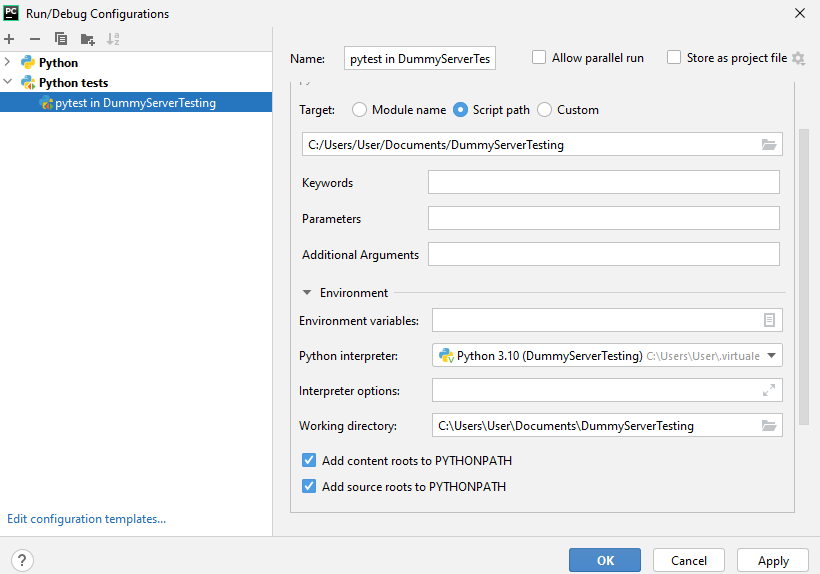 PC Run/Debug Configurations
Name: pytest in DummyServerTes Allow parallel run Store as project file
Python
Python tests
pytest in DummyServerTesting
Target: Module name Script path Custom
C:/Users/User/Documents/DummyServerTesting
Keywords
Parameters
Additional Arguments
Environment
Environment variables:
Python interpreter: Python 3.10 (DummyServerTesting) C:\Users\User\.virtuale
Interpreter options:
Working directory: C:\Users\User\Documents\DummyServerTesting
Add content roots to PYTHONPATH
Add source roots to PYTHONPATH
Edit configuration templates...
? OK Cancel Apply